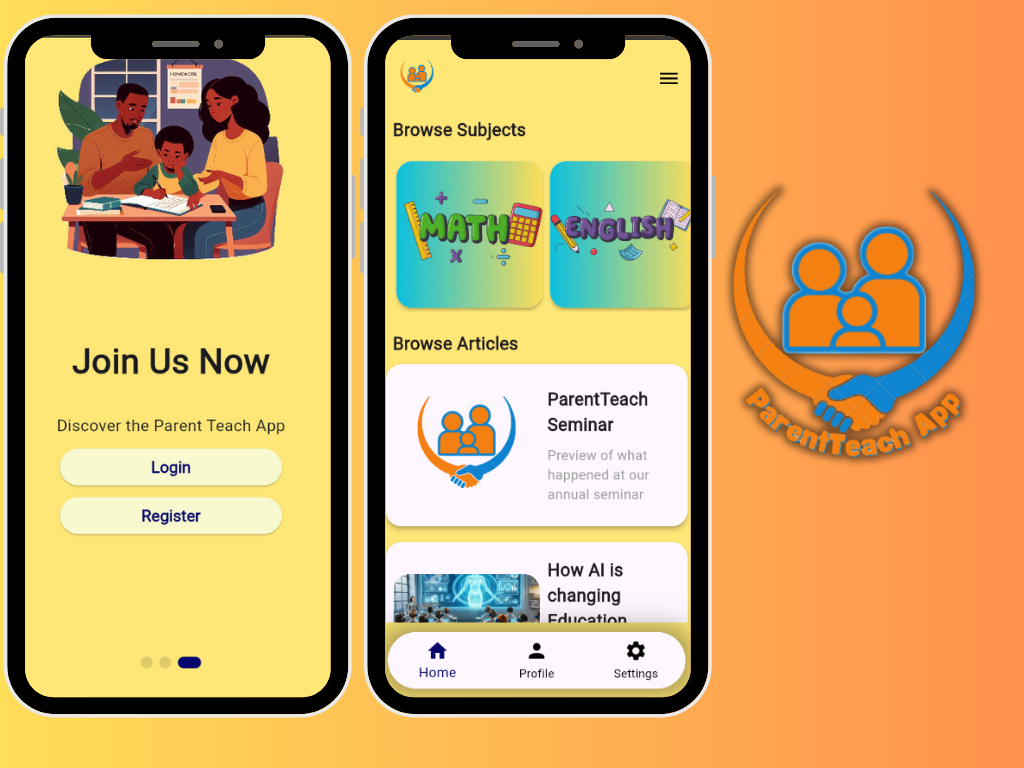 HOMEWORK
Join Us Now
Discover the Parent Teach App
Login
Register
Browse Subjects
MATH
ENGLISH
Browse Articles
ParentTeach
Seminar
Preview of what
happened at our
annual seminar
How AI is
changing
Education
Home
Profile
Settings
ParentTeach App